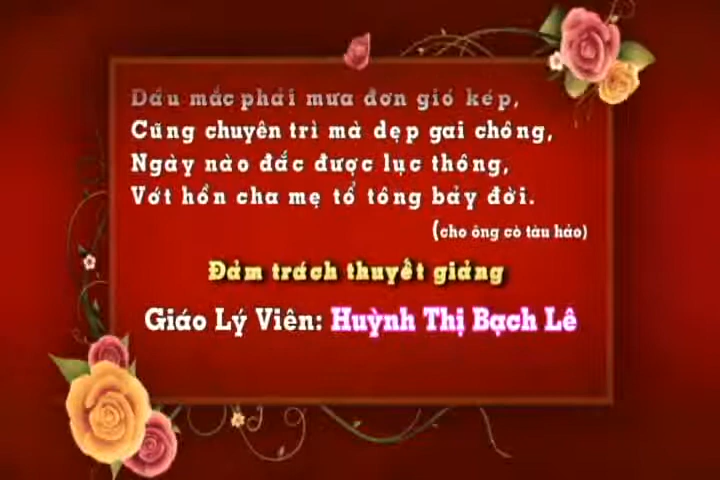 Dầu mắc phải mưa đơn gió kép,
Cũng chuyên trì mà dẹp gai chông,
Ngày nào đắc được lục thông,
Vớt hồn cha mẹ tổ tông bảy đời.
(cho ông cò tàu hảo)
Đảm trách thuyết giảng
Giáo Lý Viên: Huỳnh Thị Bạch Lê